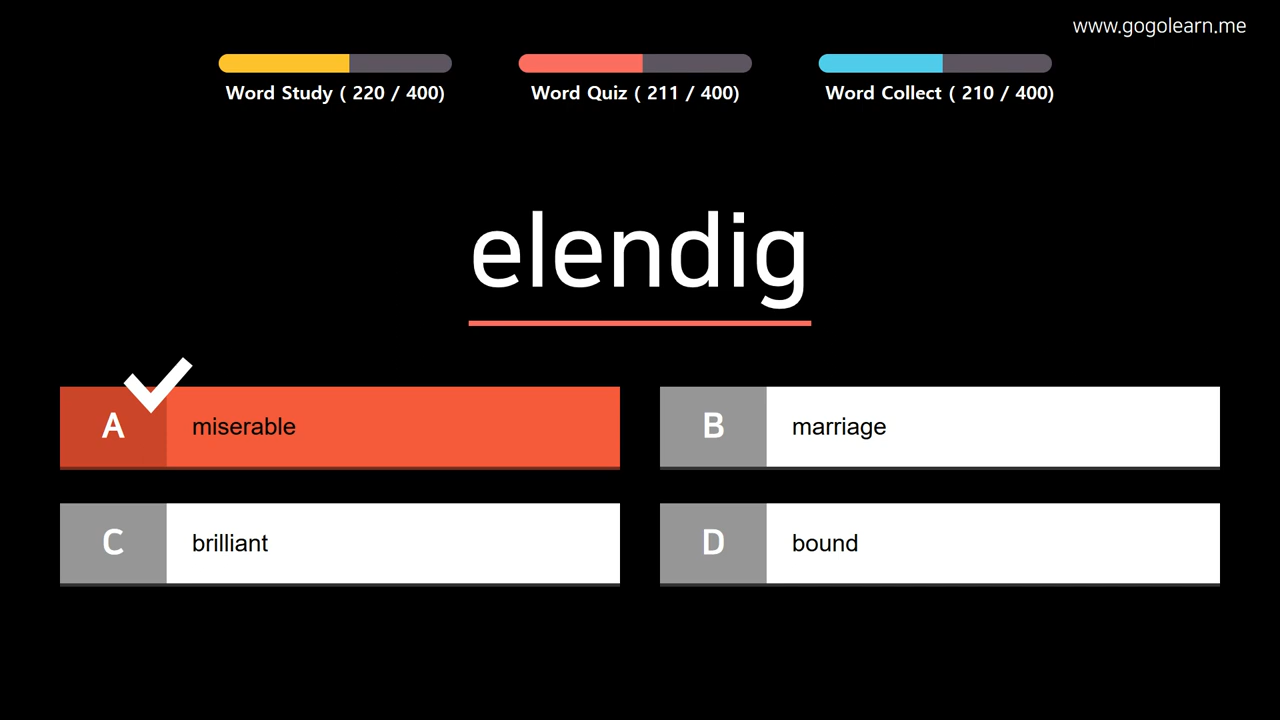 www.gogolearn.me
Word Study ( 220 / 400)
Word Quiz ( 211 / 400)
Word Collect ( 210 / 400)
elendig
A miserable
B marriage
C brilliant
D bound